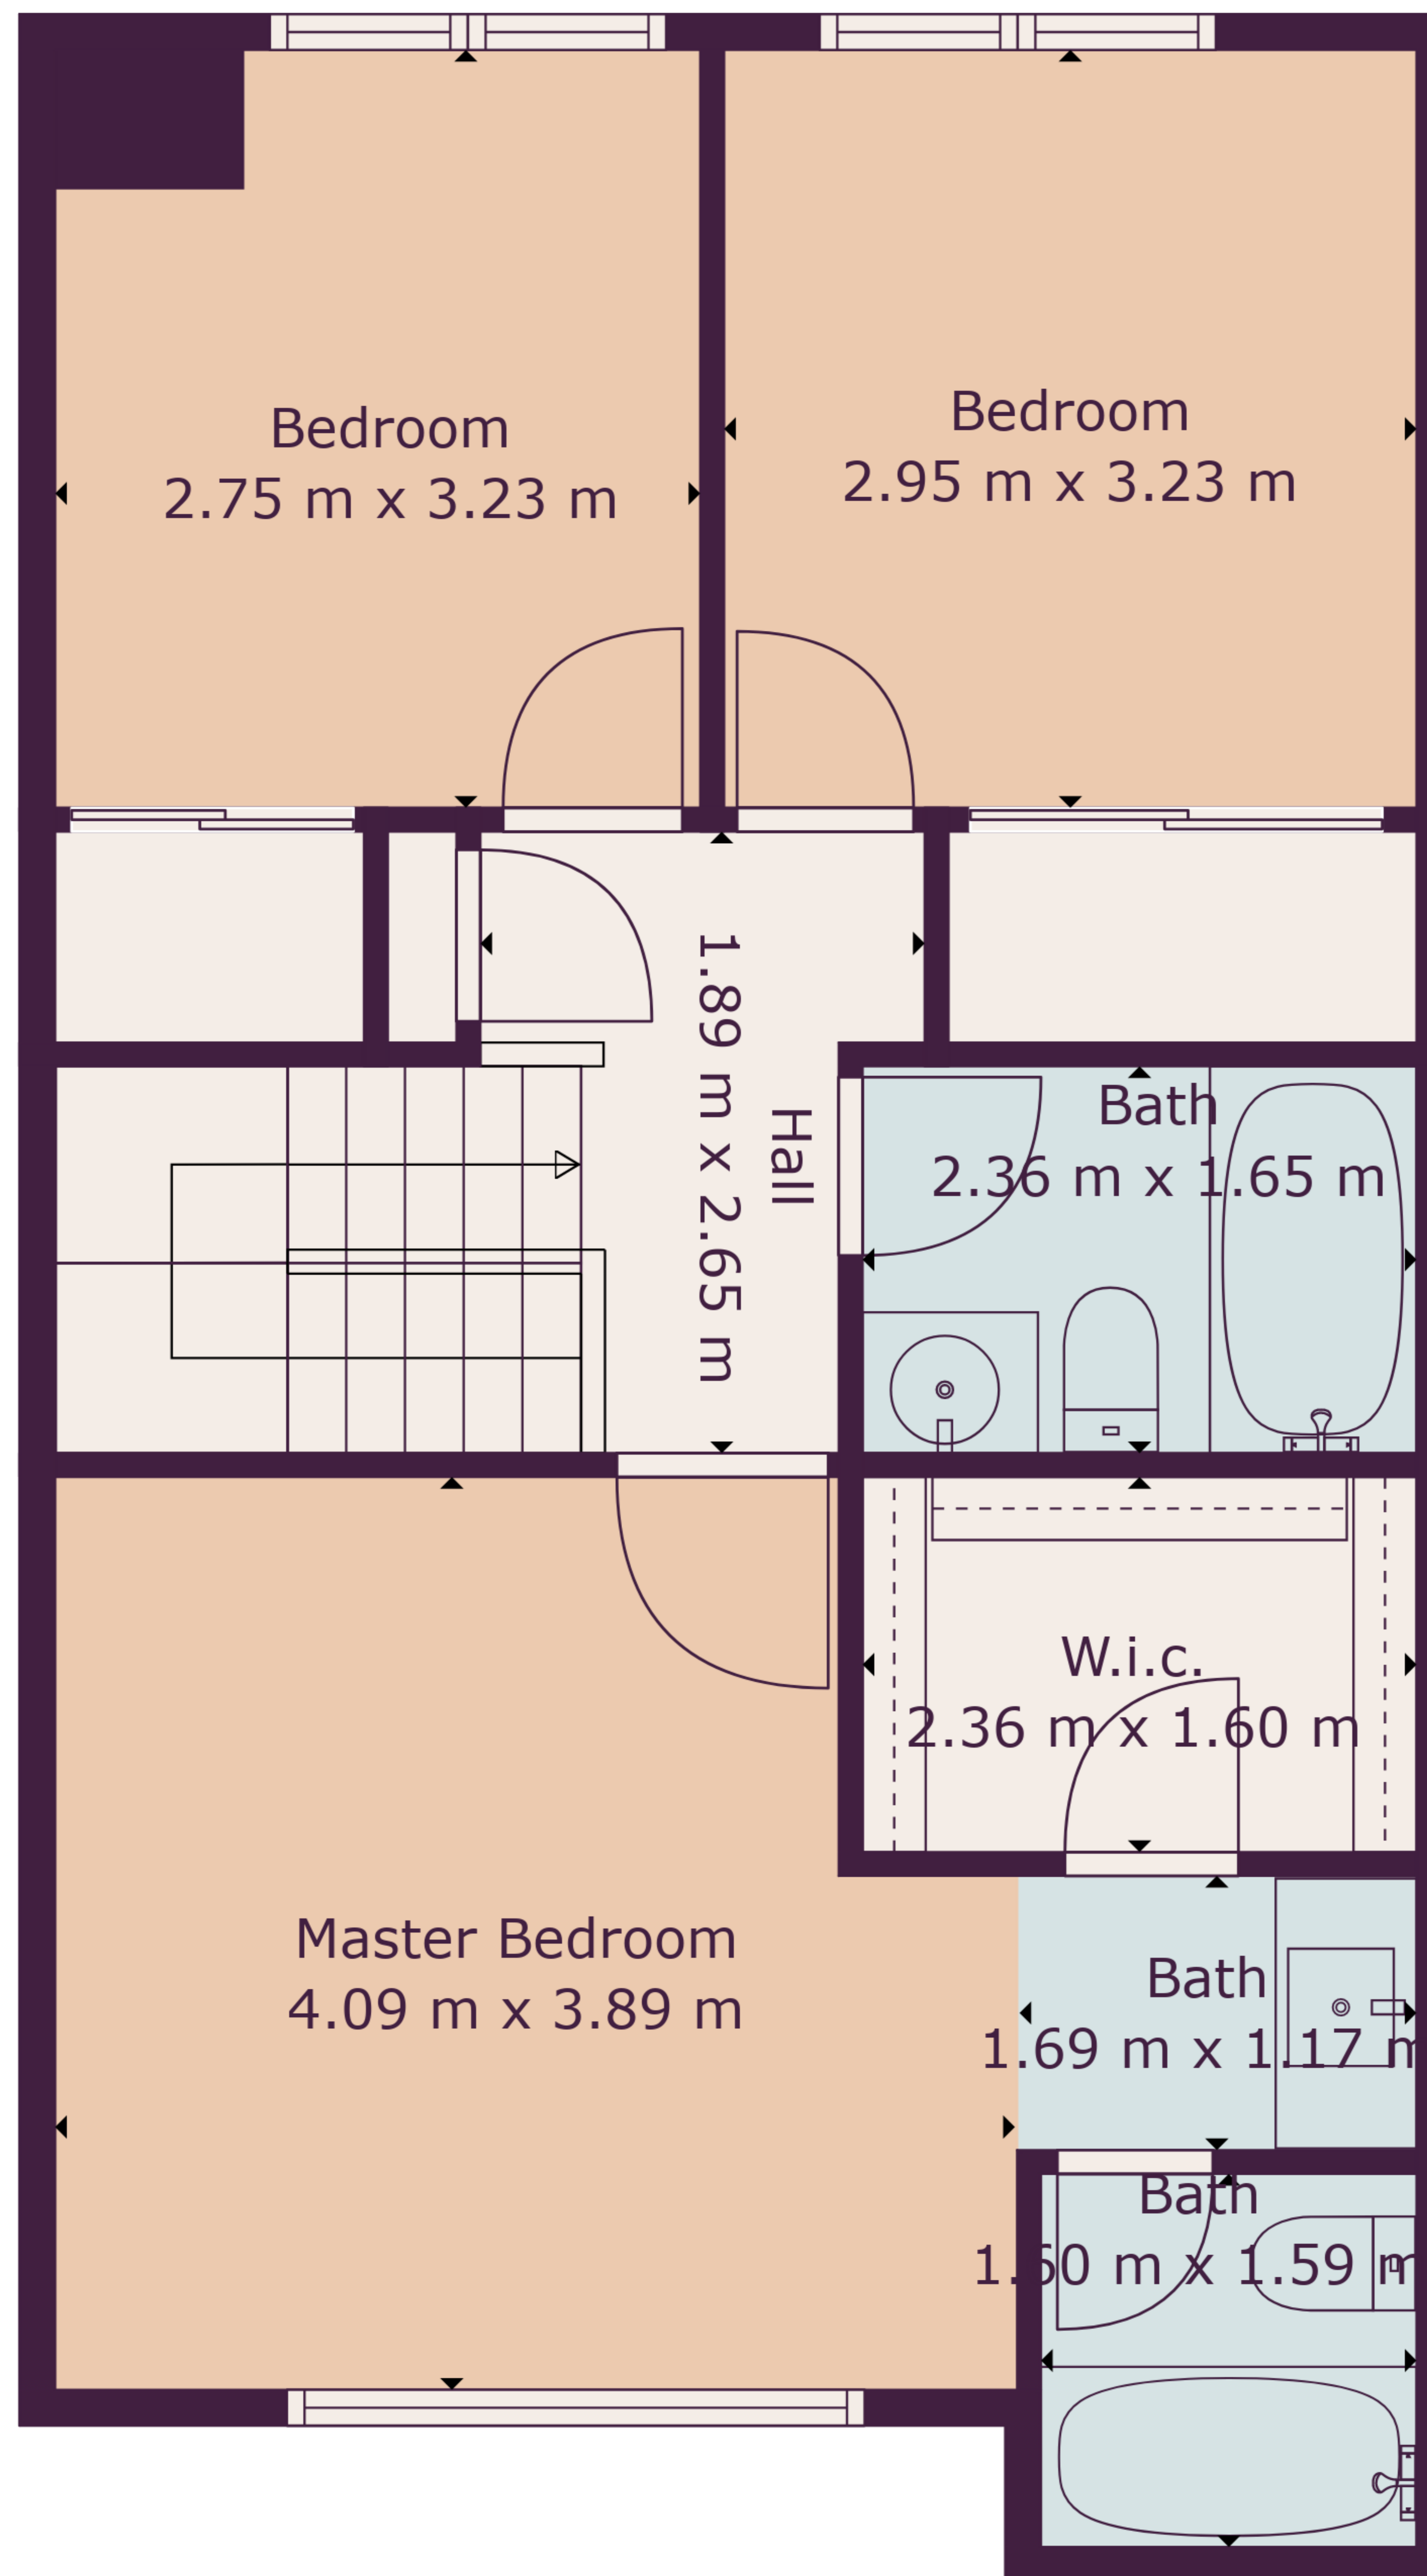 Bedroom
2.75 m x 3.23 m
Bedroom
2.95 m x 3.23 m
Hall
1.89 m x 2.65 m
Bath
2.36 m x 1.65 m
W.i.c.
2.36 m x 1.60 m
Master Bedroom
4.09 m x 3.89 m
Bath
1.69 m x 1.17 m
Bath
1.60 m x 1.59 m